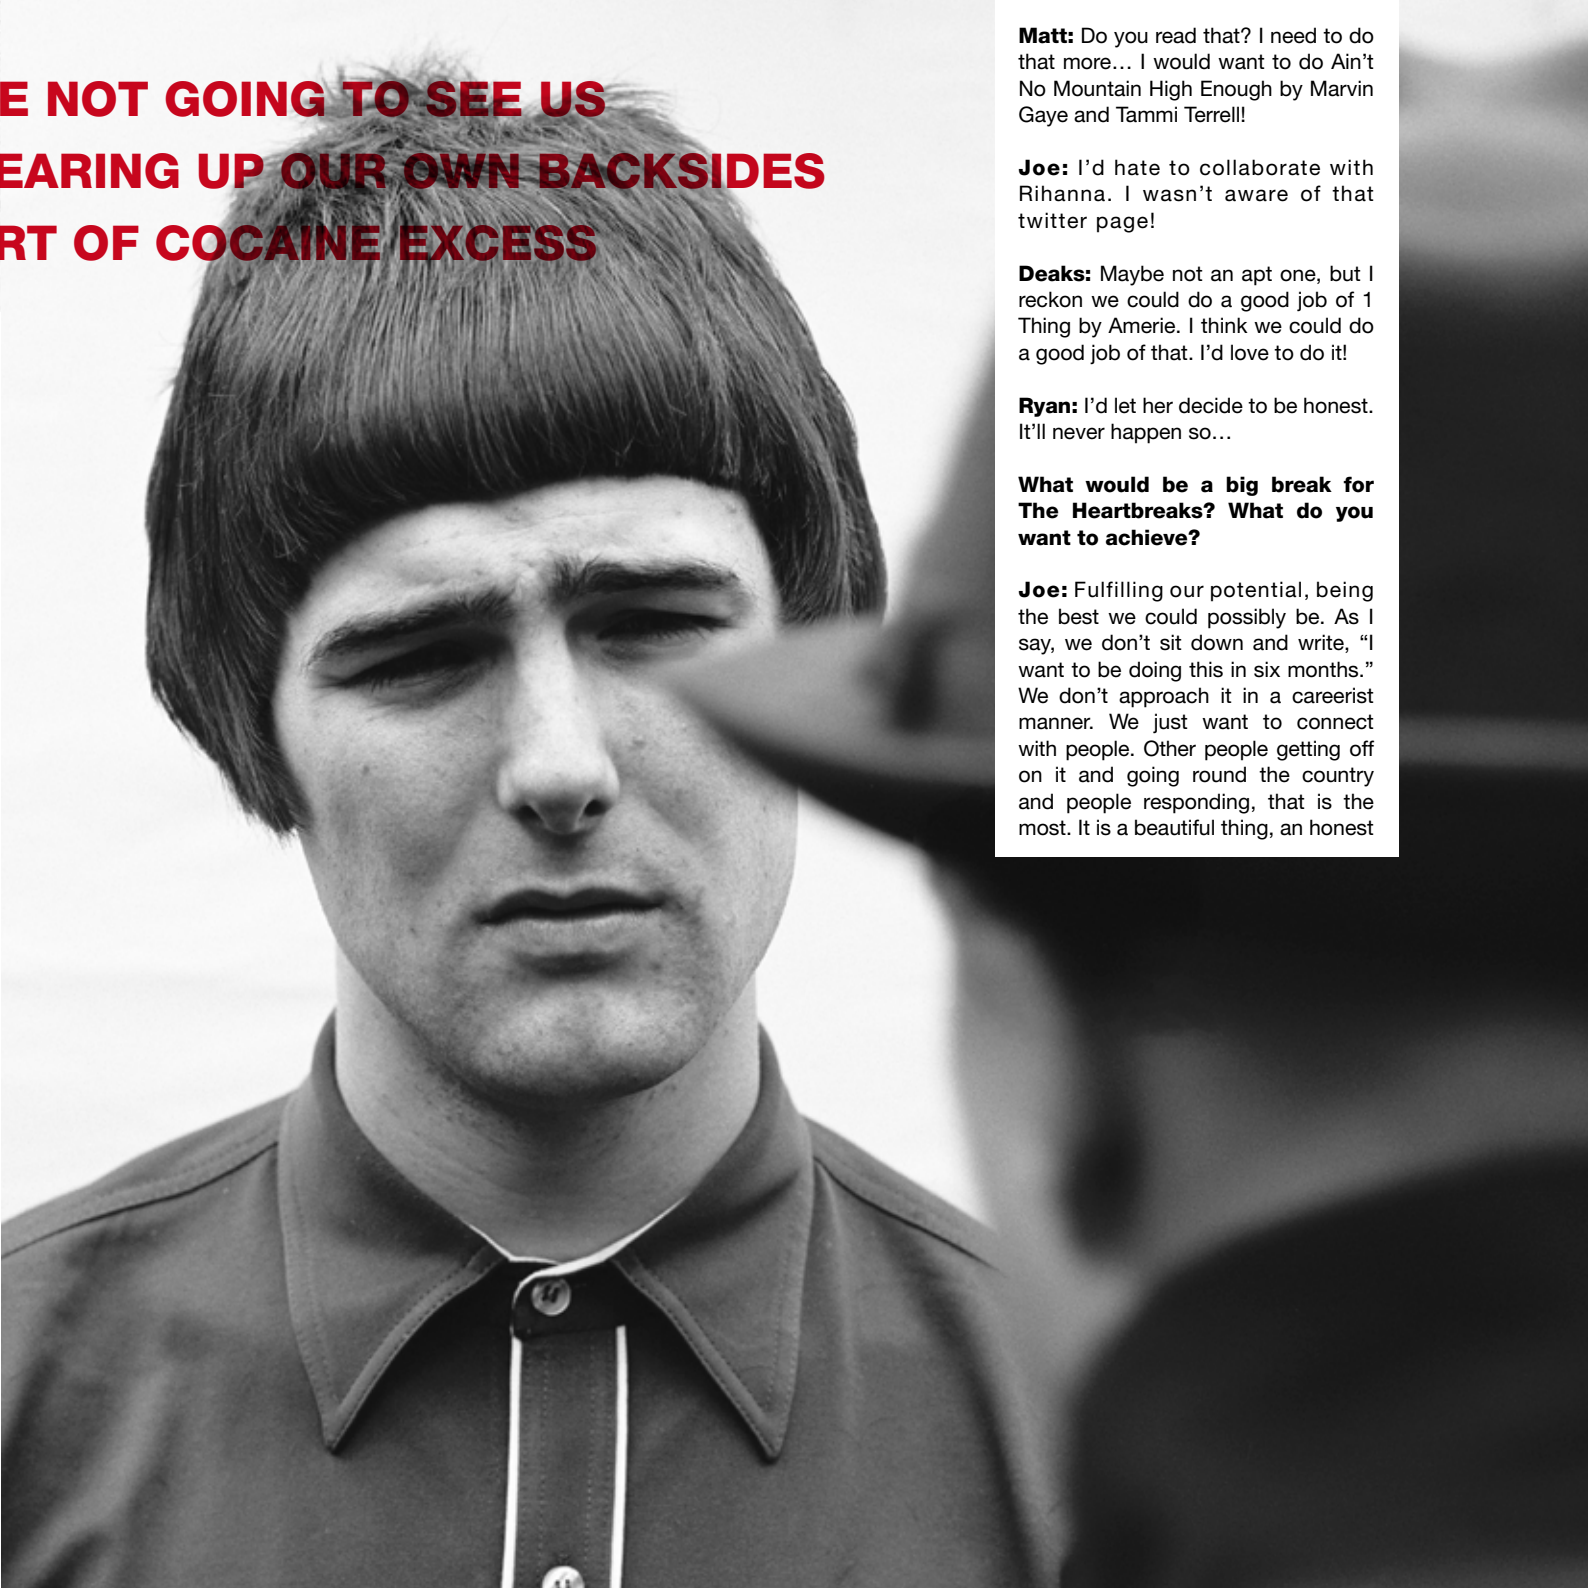 E NOT GOING TO SEE US
EARING UP OUR OWN BACKSIDES
RT OF COCAINE EXCESS
Matt: Do you read that? I need to do
that more… I would want to do Ain’t
No Mountain High Enough by Marvin
Gaye and Tammi Terrell!
Joe: I’d hate to collaborate with
Rihanna. I wasn’t aware of that
twitter page!
Deaks: Maybe not an apt one, but I
reckon we could do a good job of 1
Thing by Amerie. I think we could do
a good job of that. I’d love to do it!
Ryan: I’d let her decide to be honest.
It’ll never happen so…
What would be a big break for
The Heartbreaks? What do you
want to achieve?
Joe: Fulfilling our potential, being
the best we could possibly be. As I
say, we don’t sit down and write, “I
want to be doing this in six months.”
We don’t approach it in a careerist
manner. We just want to connect
with people. Other people getting off
on it and going round the country
and people responding, that is the
most. It is a beautiful thing, an honest